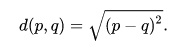 d(p, q) = √(p − q)².